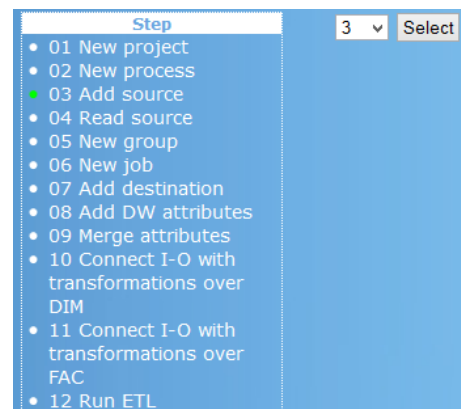 Step
3 Select
01 New project
02 New process
03 Add source
04 Read source
05 New group
06 New job
07 Add destination
08 Add DW attributes
09 Merge attributes
10 Connect I-O with
transformations over
DIM
11 Connect I-O with
transformations over
FAC
12 Run ETL